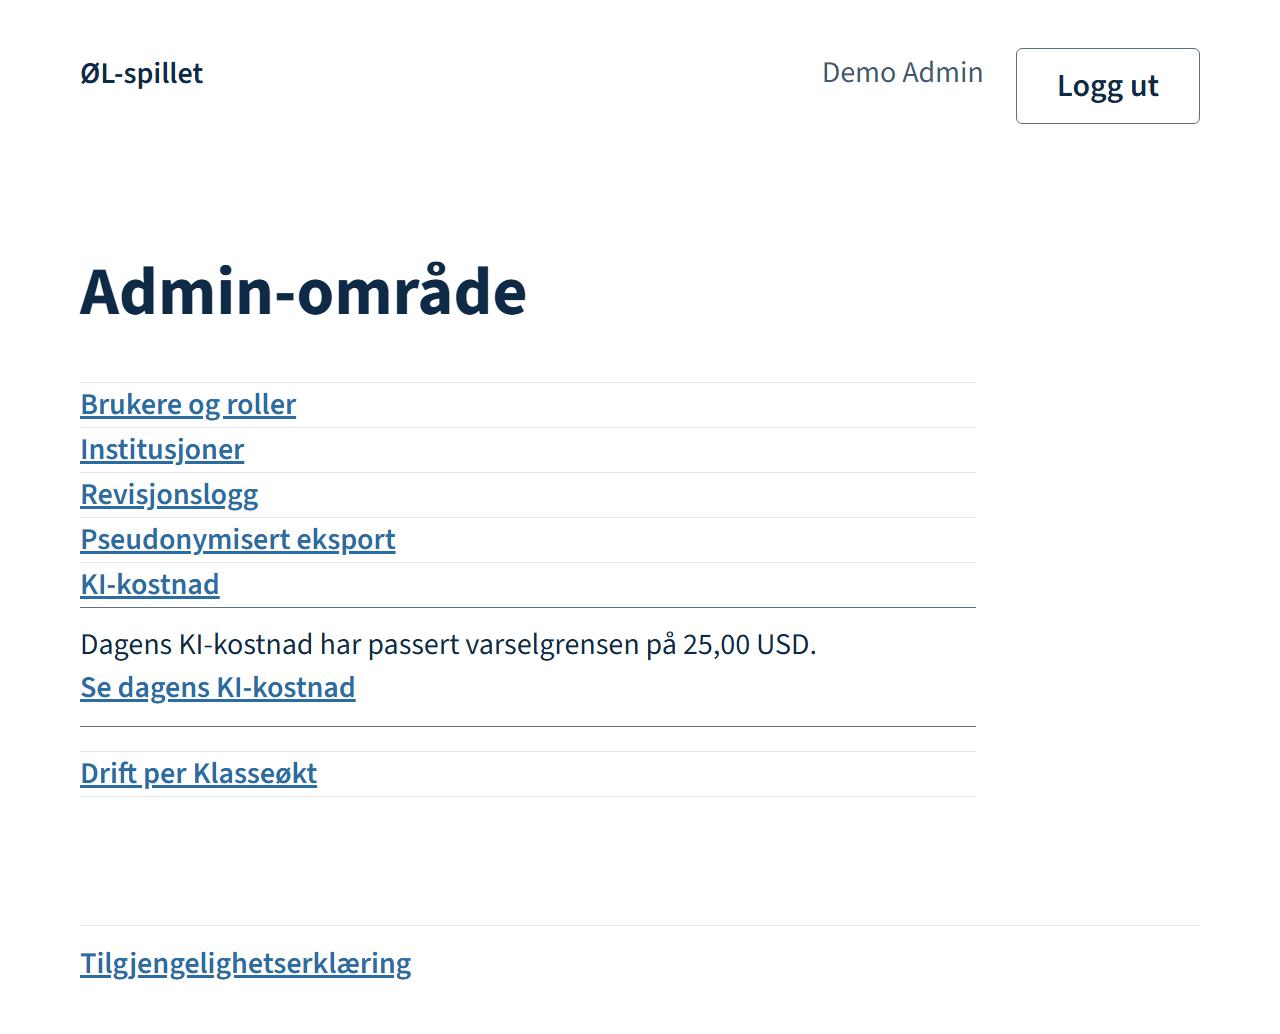 ØL-spillet
Demo Admin
Logg ut
Admin-område
Brukere og roller
Institusjoner
Revisjonslogg
Pseudonymisert eksport
KI-kostnad
Dagens KI-kostnad har passert varselgrensen på 25,00 USD.
Se dagens KI-kostnad
Drift per Klasseøkt
Tilgjengelighetserklæring